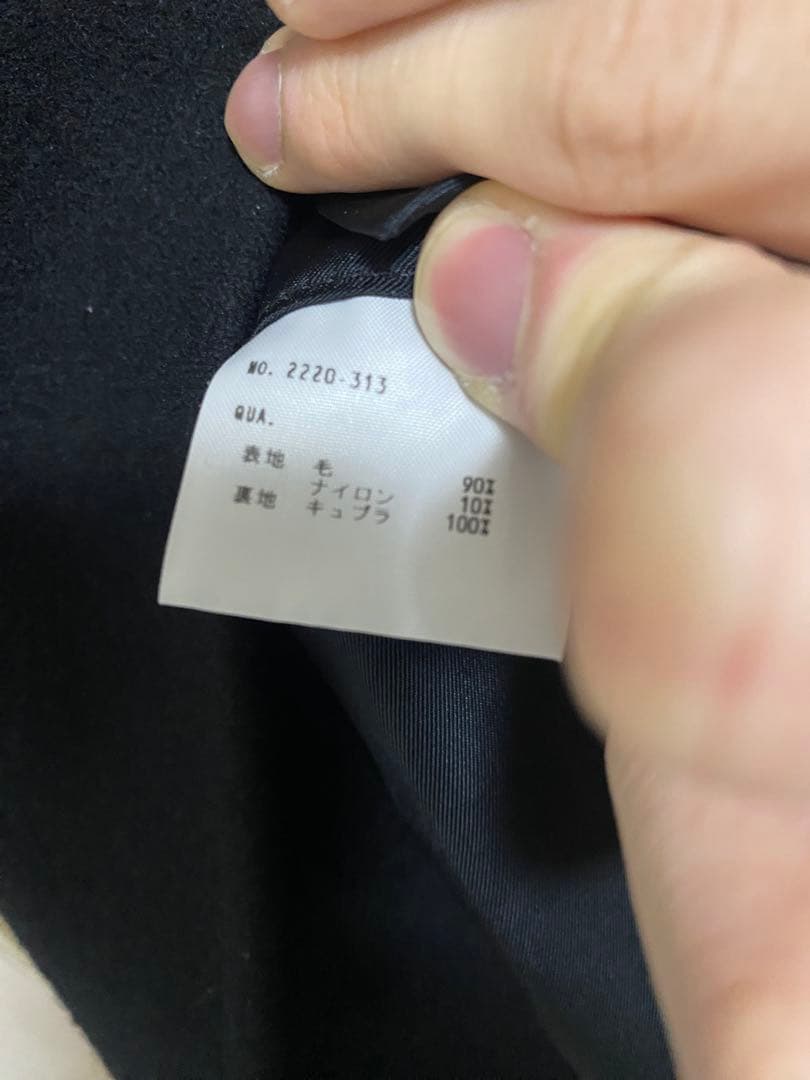 NO. 2220-313
QUA.
表地 毛 90%
ナイロン 10%
裏地 キュプラ 100%